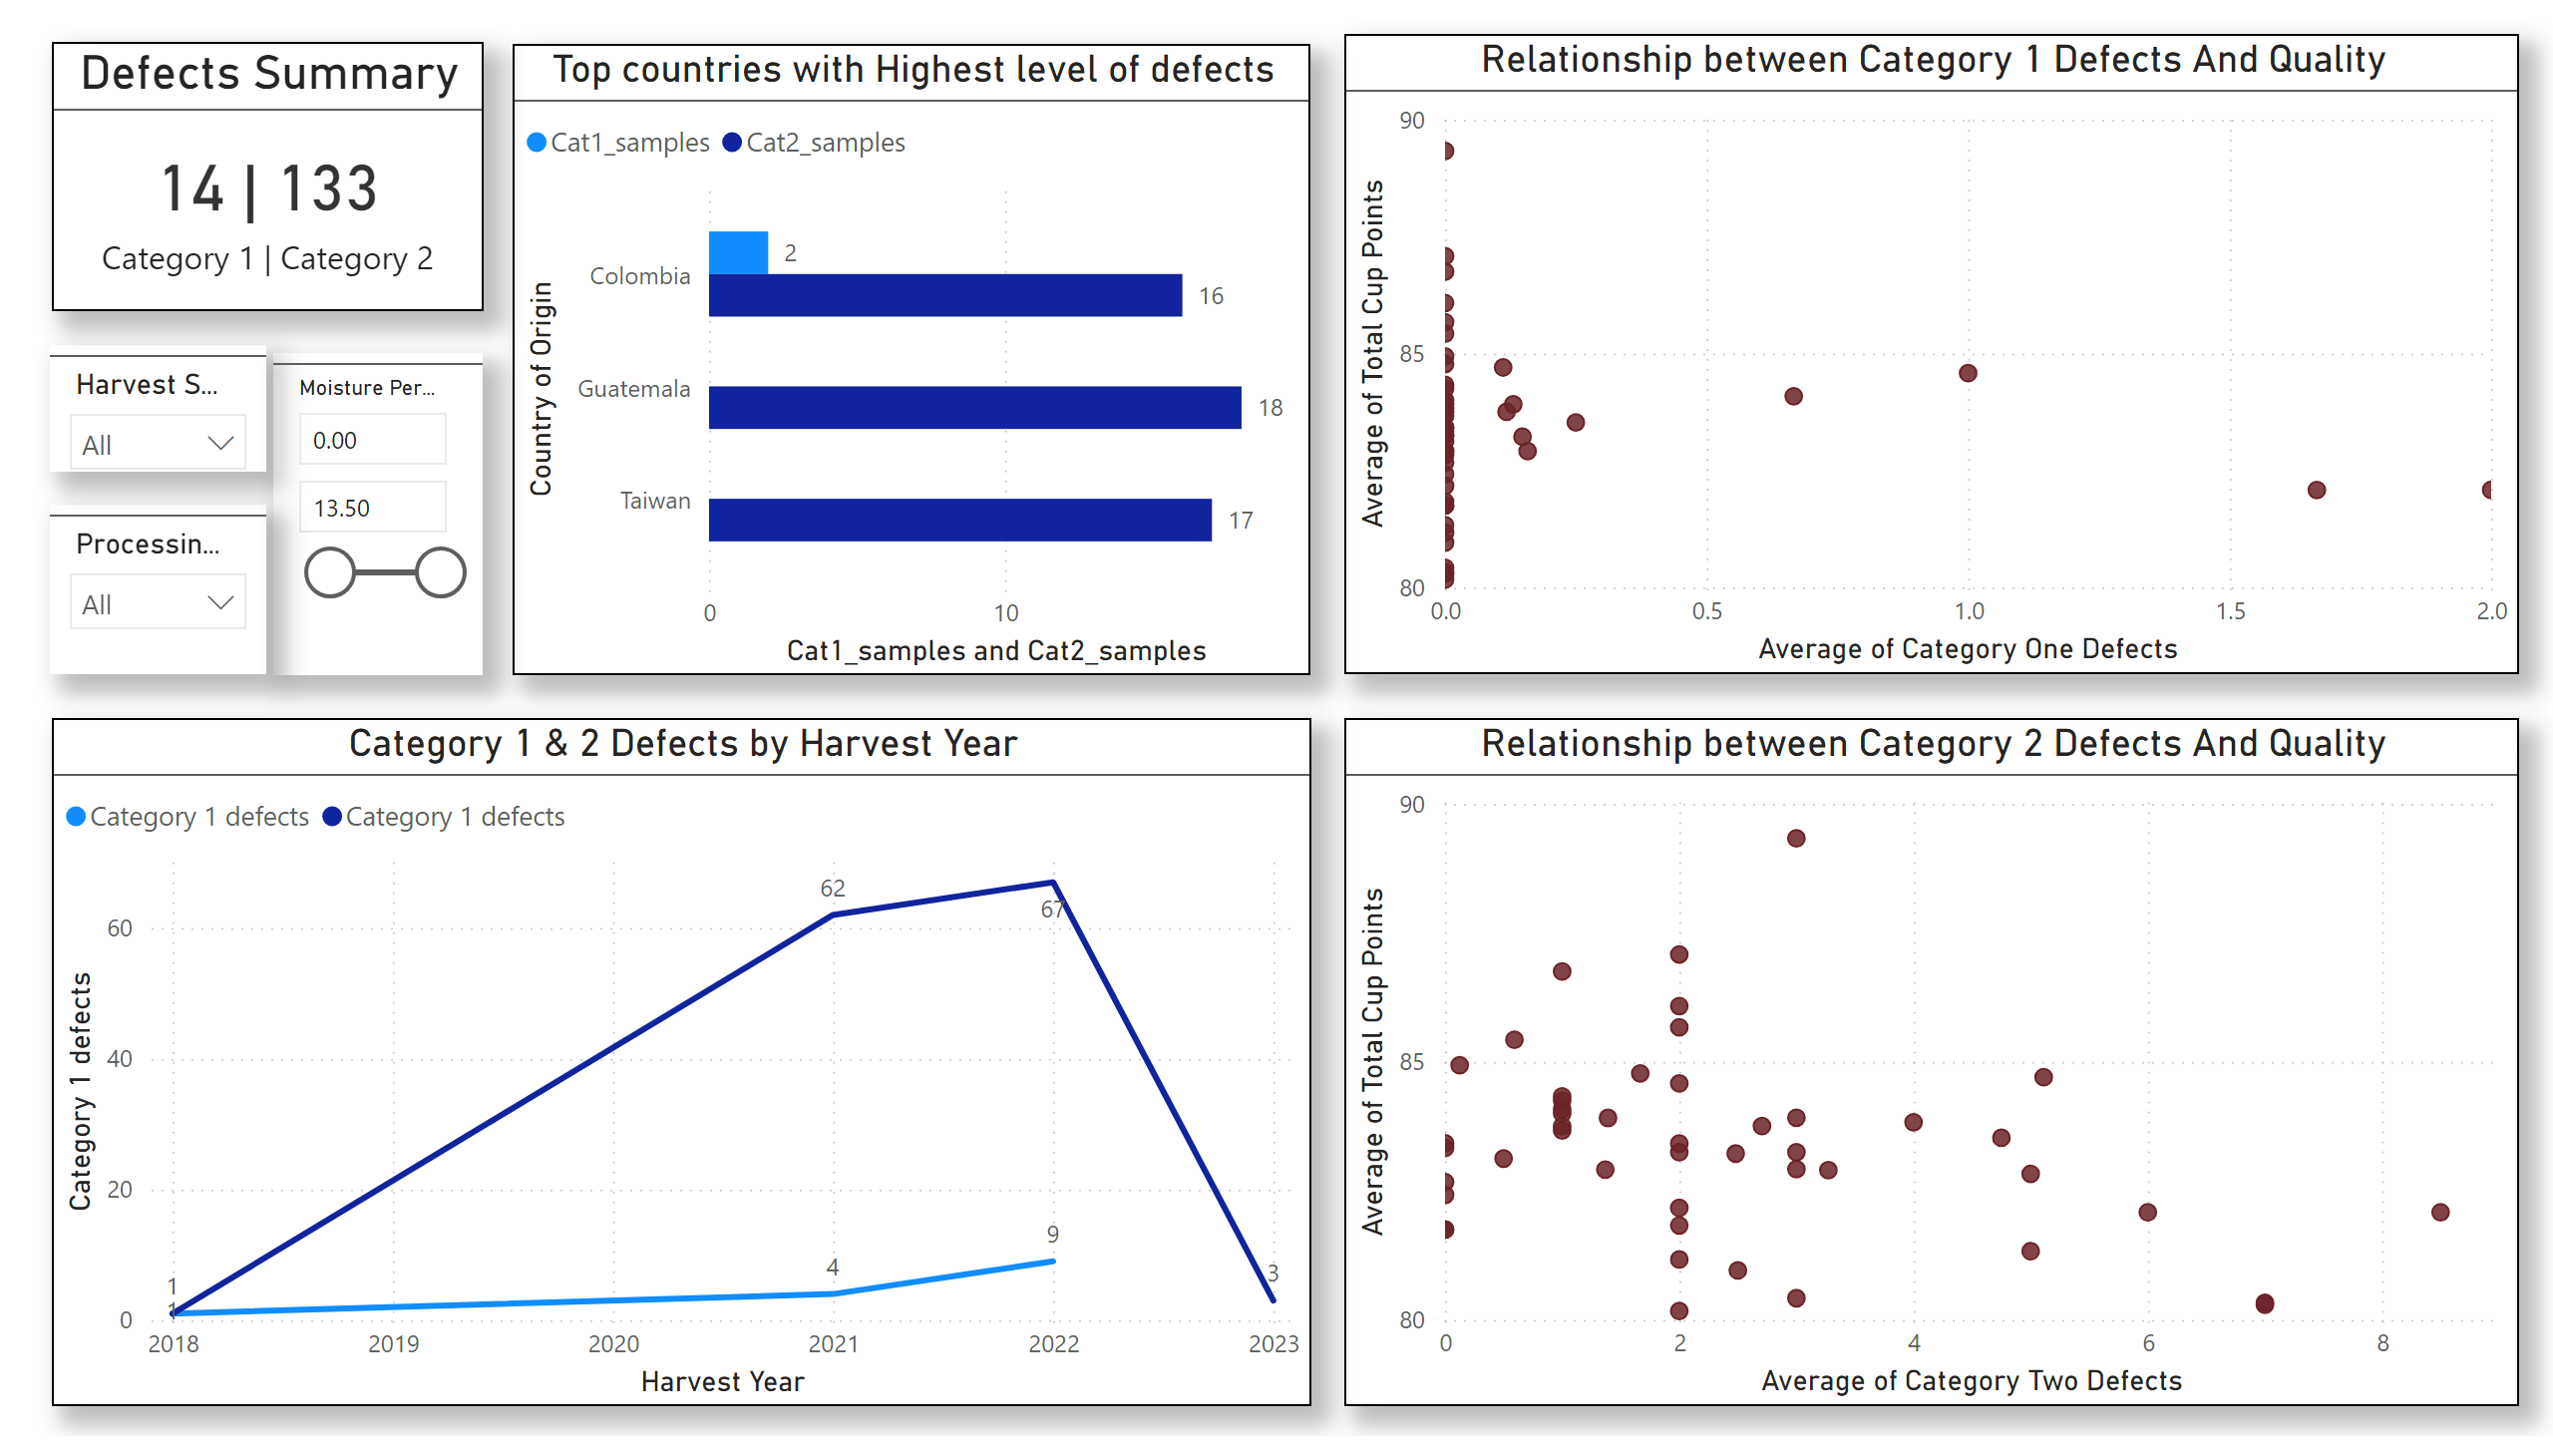 Defects Summary
14 | 133
Category 1 | Category 2
Harvest S...
All
Processin...
All
Moisture Per...
0.00
13.50
Top countries with Highest level of defects
Cat1_samples Cat2_samples
Country of Origin
Colombia
2
16
Guatemala
18
Taiwan
17
0 10
Cat1_samples and Cat2_samples
Relationship between Category 1 Defects And Quality
Average of Total Cup Points
90
85
80
0.0 0.5 1.0 1.5 2.0
Average of Category One Defects
Category 1 & 2 Defects by Harvest Year
Category 1 defects Category 1 defects
Category 1 defects
60
40
20
0
62
67
9
4
3
1
1
2018 2019 2020 2021 2022 2023
Harvest Year
Relationship between Category 2 Defects And Quality
Average of Total Cup Points
90
85
80
0 2 4 6 8
Average of Category Two Defects